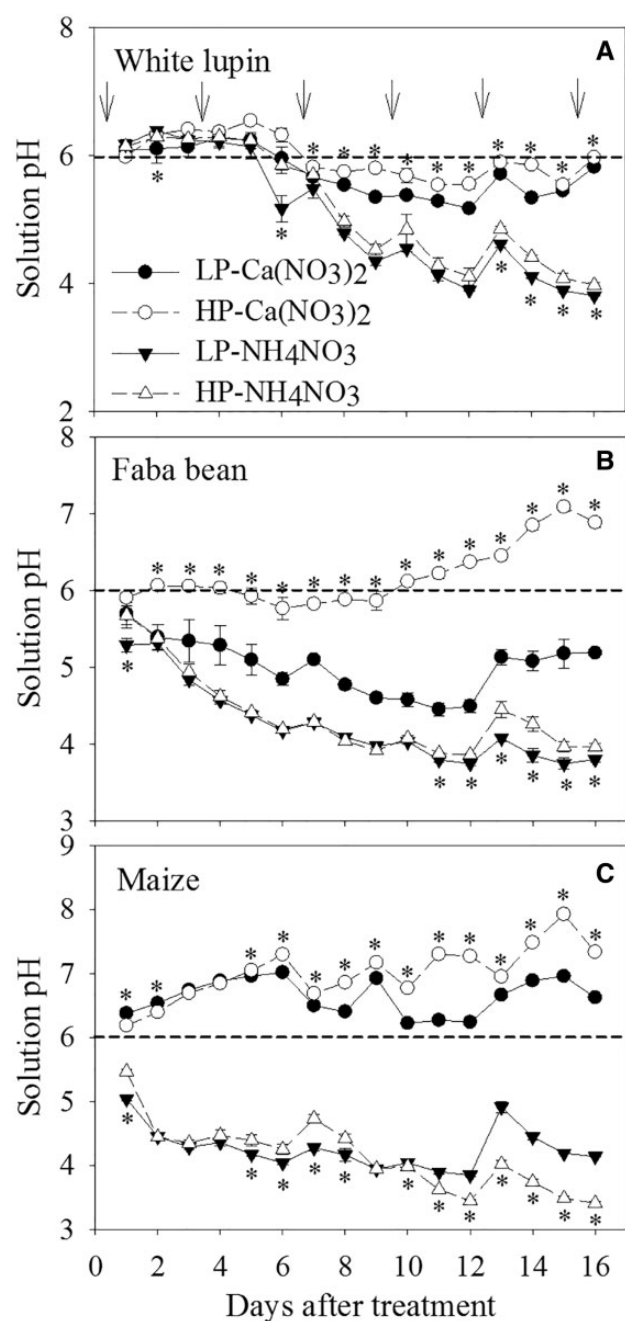 8
White lupin
A
6
Solution pH
4
LP-Ca(NO3)2
HP-Ca(NO3)2
LP-NH4NO3
HP-NH4NO3
2
* * * * * * * * * * * * * * * *
8
Faba bean
B
7
6
Solution pH
5
4
3
* * * * * * * * * * * * * * * * * * * * * *
9
Maize
C
8
7
Solution pH
6
5
4
3
* * * * * * * * * * * * * * * * * * * * * * * * * *
0 2 4 6 8 10 12 14 16
Days after treatment